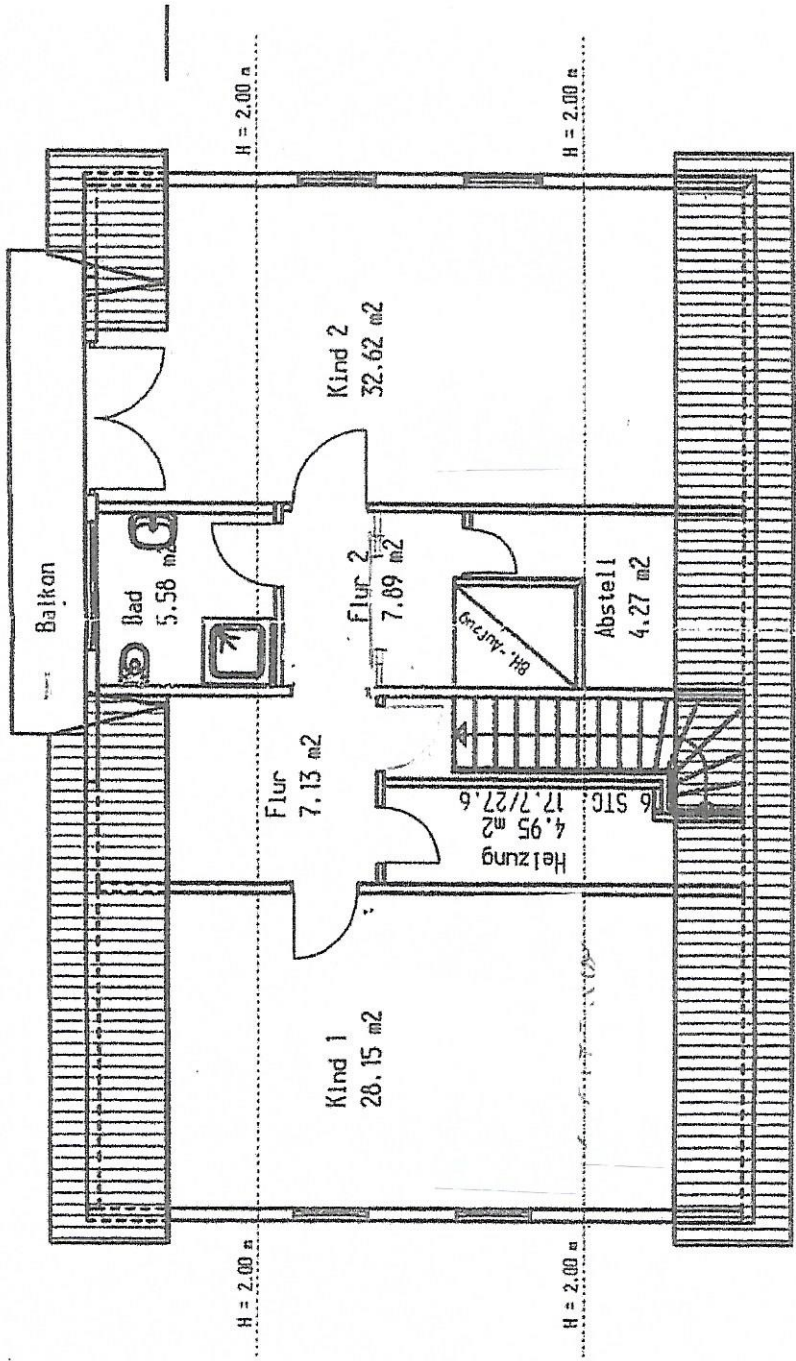 Balkon
H = 2.00 m
H = 2.00 m
Kind 2
32.62 m2
Bad
5.58 m2
Flur 2
7.89 m2
BH.-Aufzug
Abstell
4.27 m2
Flur
7.13 m2
Heizung
4.95 m2
17.7/27.6
6 STG.
Kind 1
28.15 m2
H = 2.00 m
H = 2.00 m